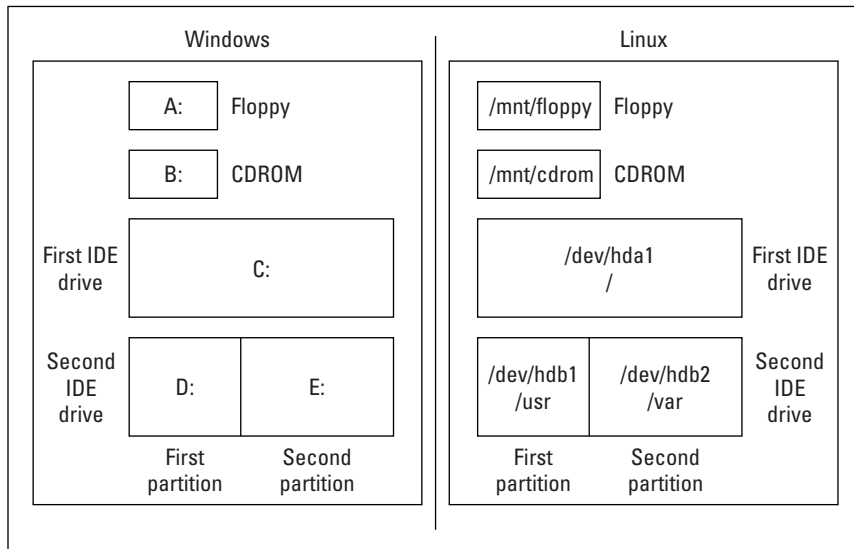 Windows
A: Floppy
B: CDROM
First IDE
drive
C:
Second
IDE
drive
D: E:
First
partition
Second
partition
Linux
/mnt/floppy Floppy
/mnt/cdrom CDROM
/dev/hda1
/
First IDE
drive
/dev/hdb1
/usr
/dev/hdb2
/var
Second
IDE
drive
First
partition
Second
partition